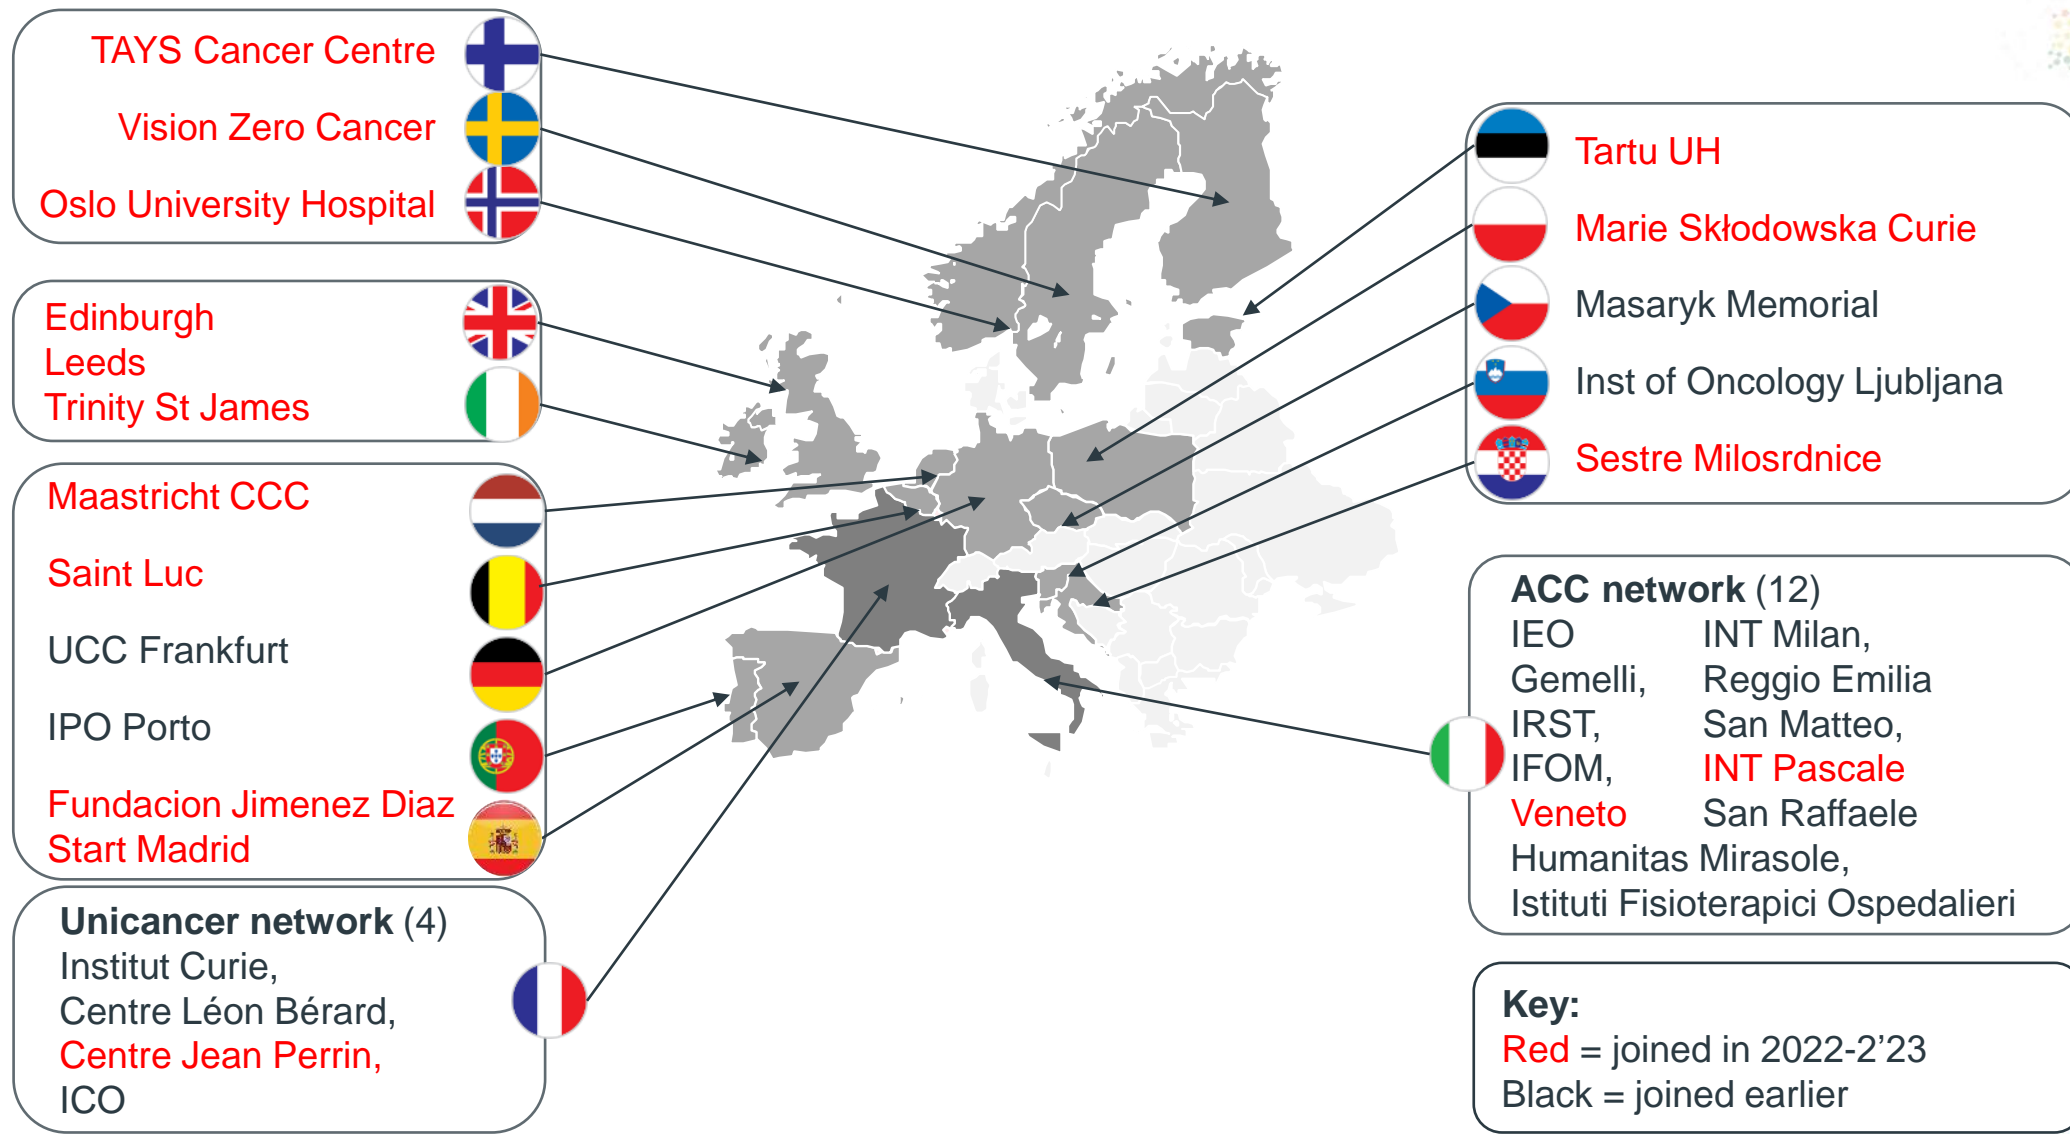 TAYS Cancer Centre
Vision Zero Cancer
Oslo University Hospital
Edinburgh
Leeds
Trinity St James
Maastricht CCC
Saint Luc
UCC Frankfurt
IPO Porto
Fundacion Jimenez Diaz
Start Madrid
Unicancer network (4)
Institut Curie,
Centre Léon Bérard,
Centre Jean Perrin,
ICO
Tartu UH
Marie Skłodowska Curie
Masaryk Memorial
Inst of Oncology Ljubljana
Sestre Milosrdnice
ACC network (12)
IEO INT Milan,
Gemelli, Reggio Emilia
IRST, San Matteo,
IFOM, INT Pascale
Veneto San Raffaele
Humanitas Mirasole,
Istituti Fisioterapici Ospedalieri
Key:
Red = joined in 2022-2’23
Black = joined earlier